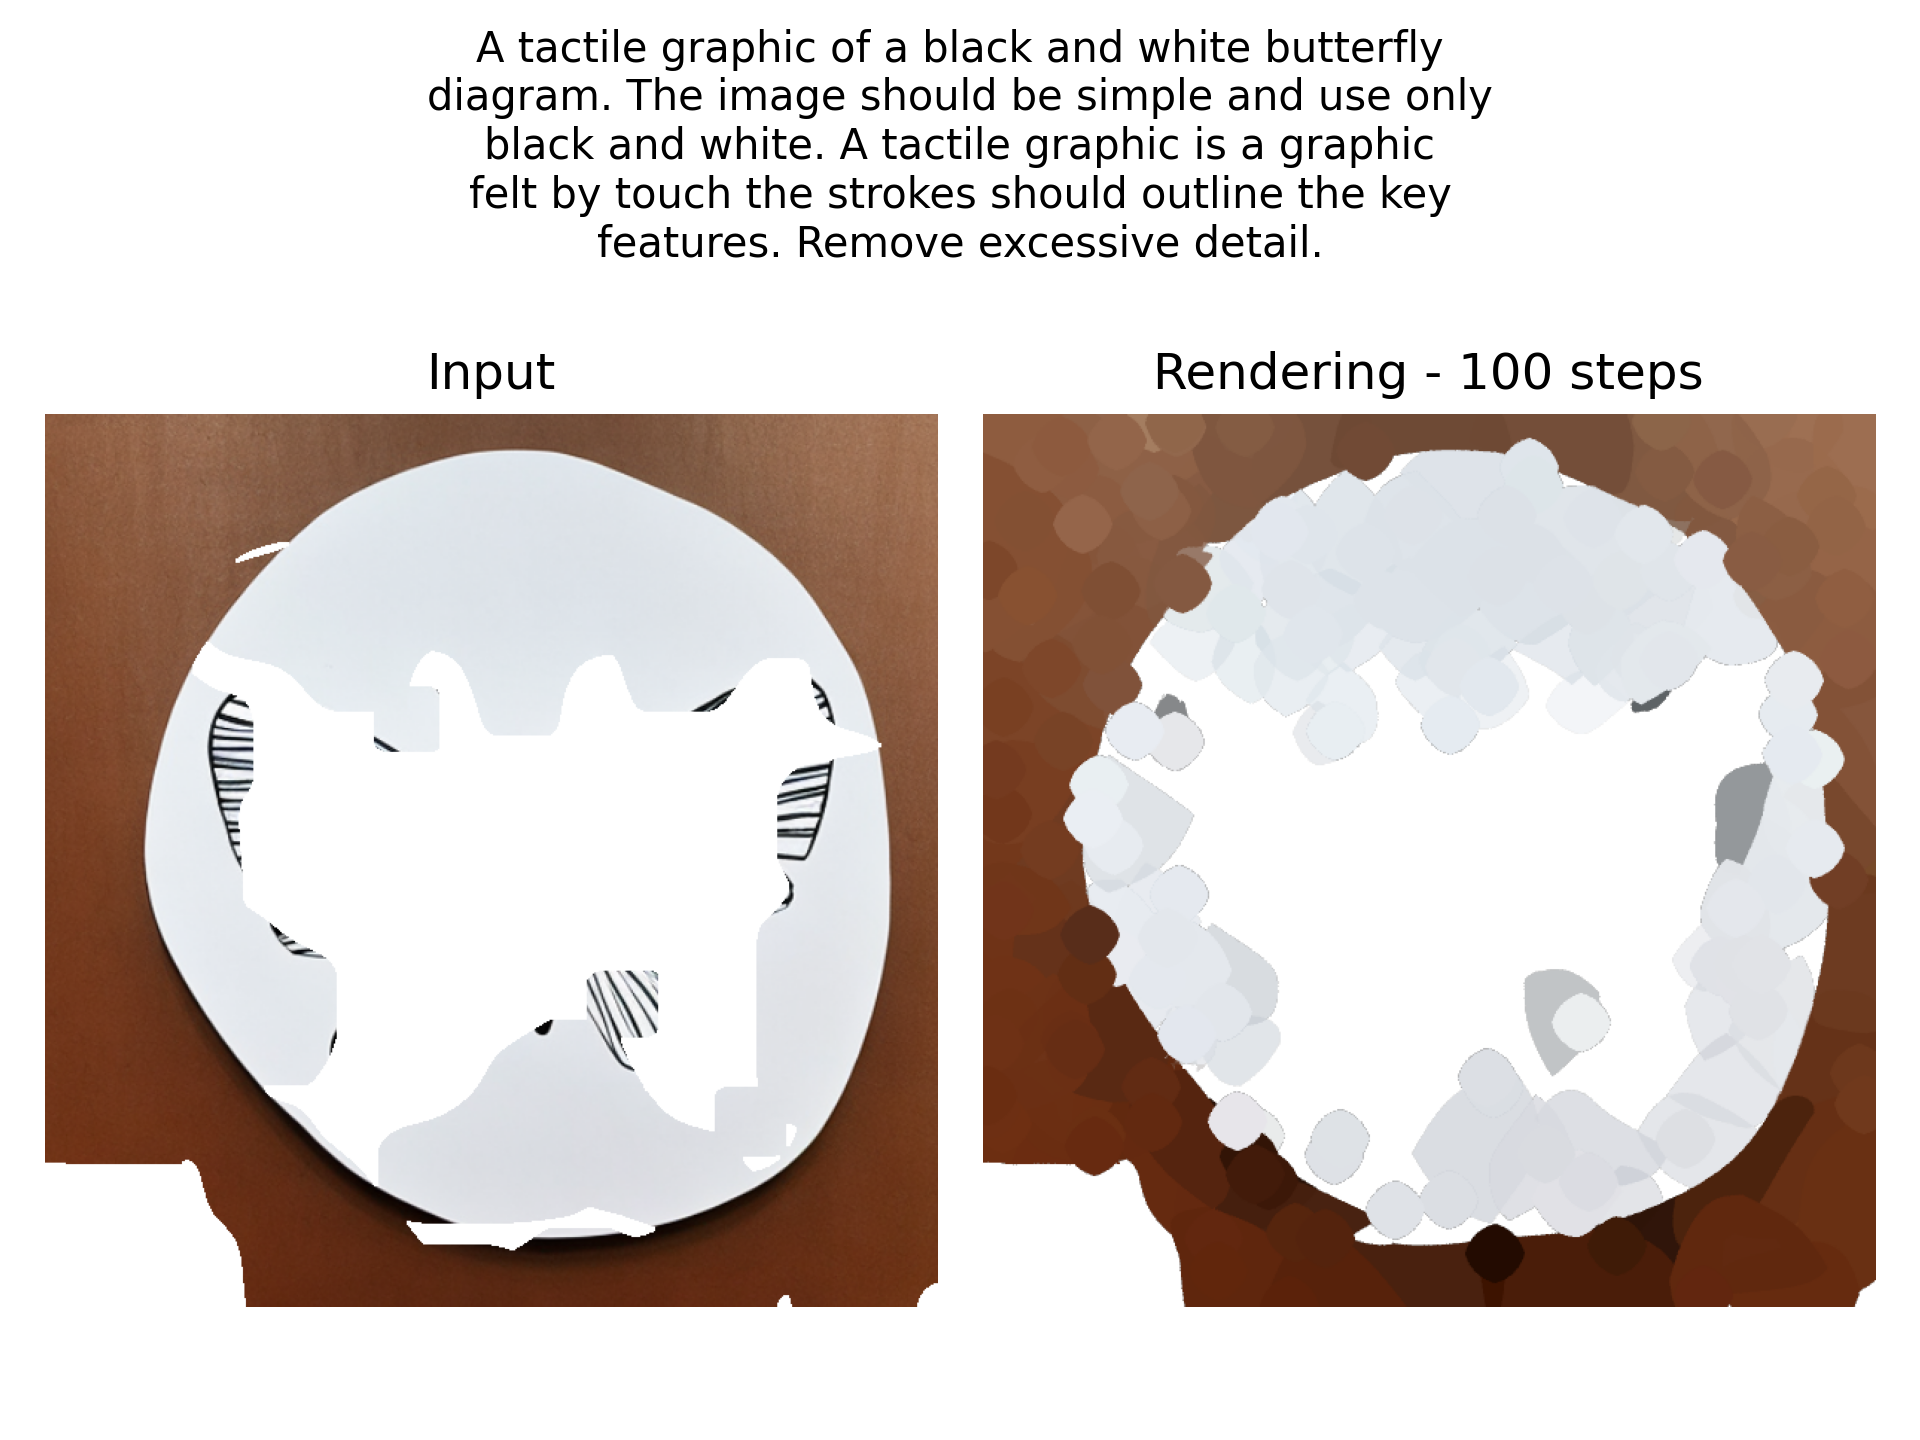 A tactile graphic of a black and white butterfly
diagram. The image should be simple and use only
black and white. A tactile graphic is a graphic
felt by touch the strokes should outline the key
features. Remove excessive detail.
Input
Rendering - 100 steps